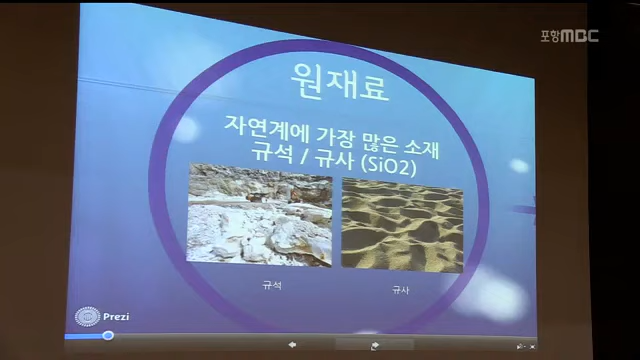 포항MBC
원재료
자연계에 가장 많은 소재
규석 / 규사 (SiO2)
규석
규사
Prezi